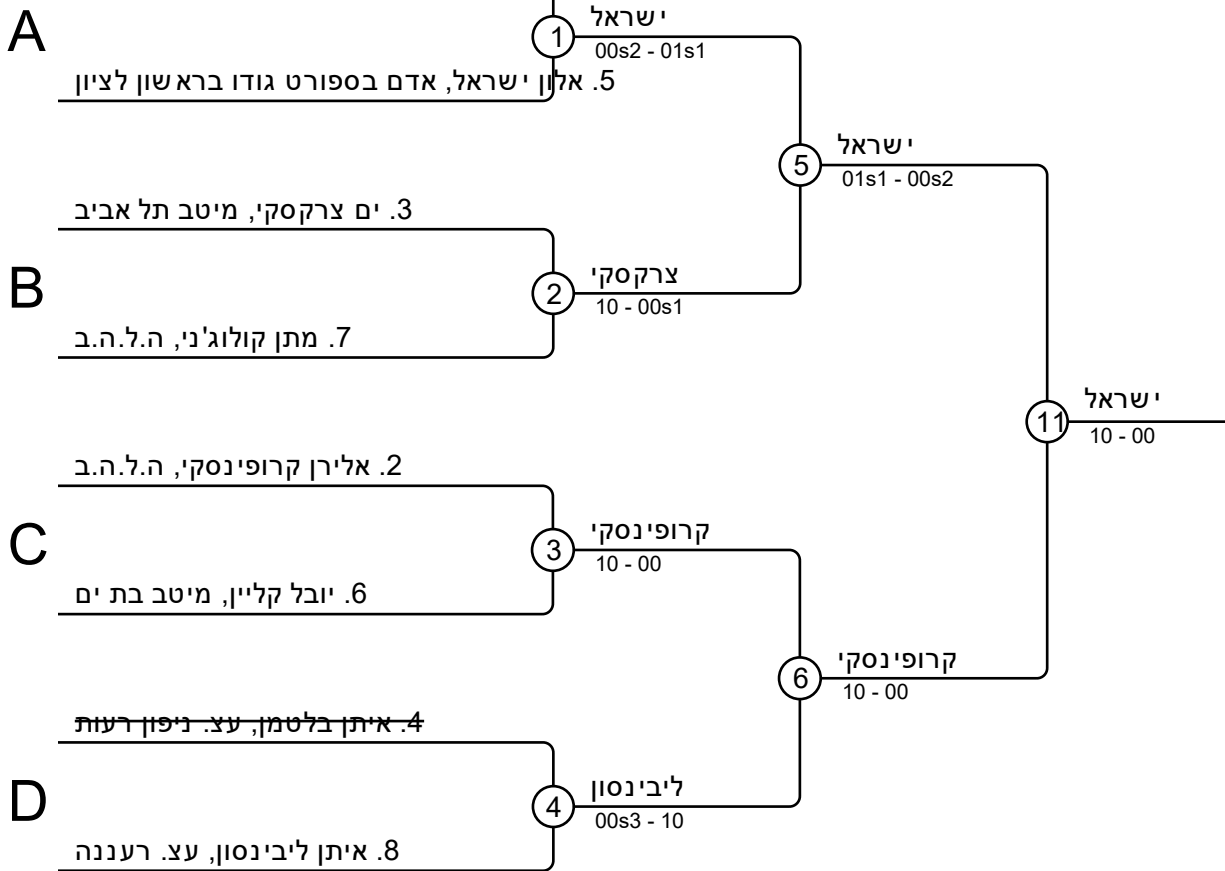 A
1
ישראל
00s2 - 01s1
5. אלון ישראל, אדם בספורט גודו בראשון לציון
5
ישראל
01s1 - 00s2
3. ים צרקסקי, מיטב תל אביב
B
2
צרקסקי
10 - 00s1
7. מתן קולוג'ני, ה.ל.ה.ב
11
ישראל
10 - 00
2. אלירן קרופינסקי, ה.ל.ה.ב
C
3
קרופינסקי
10 - 00
6. יובל קליין, מיטב בת ים
6
קרופינסקי
10 - 00
4. איתן בלטמן, עצ. ניפון רעות
D
4
ליבינסון
00s3 - 10
8. איתן ליבינסון, עצ. רעננה